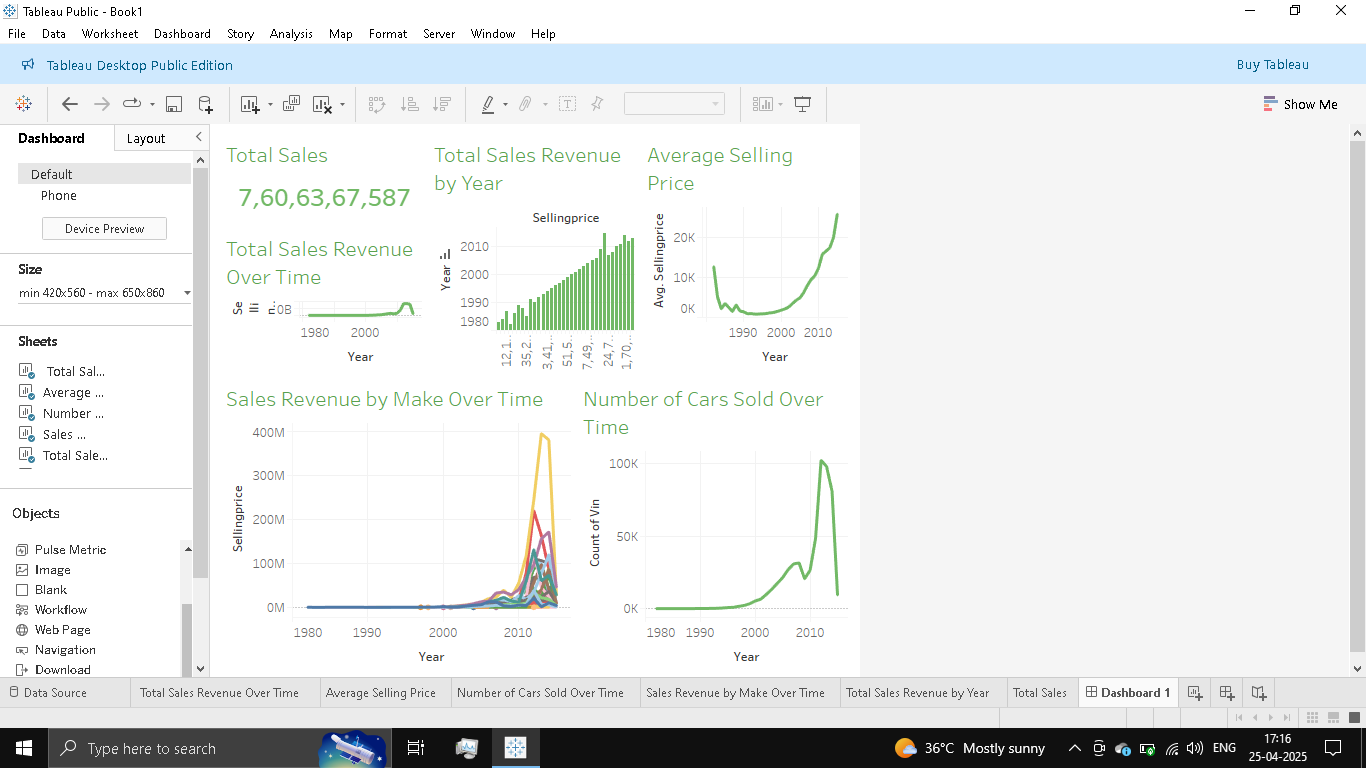 Tableau Public - Book1
File Data Worksheet Dashboard Story Analysis Map Format Server Window Help
Tableau Desktop Public Edition
Buy Tableau
Show Me
Dashboard
Layout
Default
Phone
Device Preview
Size
min 420x560 - max 650x860
Sheets
Total Sal...
Average ...
Number ...
Sales ...
Total Sale...
Objects
Pulse Metric
Image
Blank
Workflow
Web Page
Navigation
Download
Total Sales
7,60,63,67,587
Total Sales Revenue
Over Time
Se
0B
1980 2000
Year
Total Sales Revenue
by Year
Sellingprice
Year
2010
2000
1990
1980
12,1..
35,2..
3,41,..
51,5..
7,49,..
24,7..
1,70,..
Average Selling
Price
Avg. Sellingprice
20K
10K
0K
1990 2000 2010
Year
Sales Revenue by Make Over Time
Sellingprice
400M
300M
200M
100M
0M
1980 1990 2000 2010
Year
Number of Cars Sold Over
Time
Count of Vin
100K
50K
0K
1980 1990 2000 2010
Year
Data Source
Total Sales Revenue Over Time
Average Selling Price
Number of Cars Sold Over Time
Sales Revenue by Make Over Time
Total Sales Revenue by Year
Total Sales
Dashboard 1
Type here to search
36°C Mostly sunny
ENG
17:16
25-04-2025